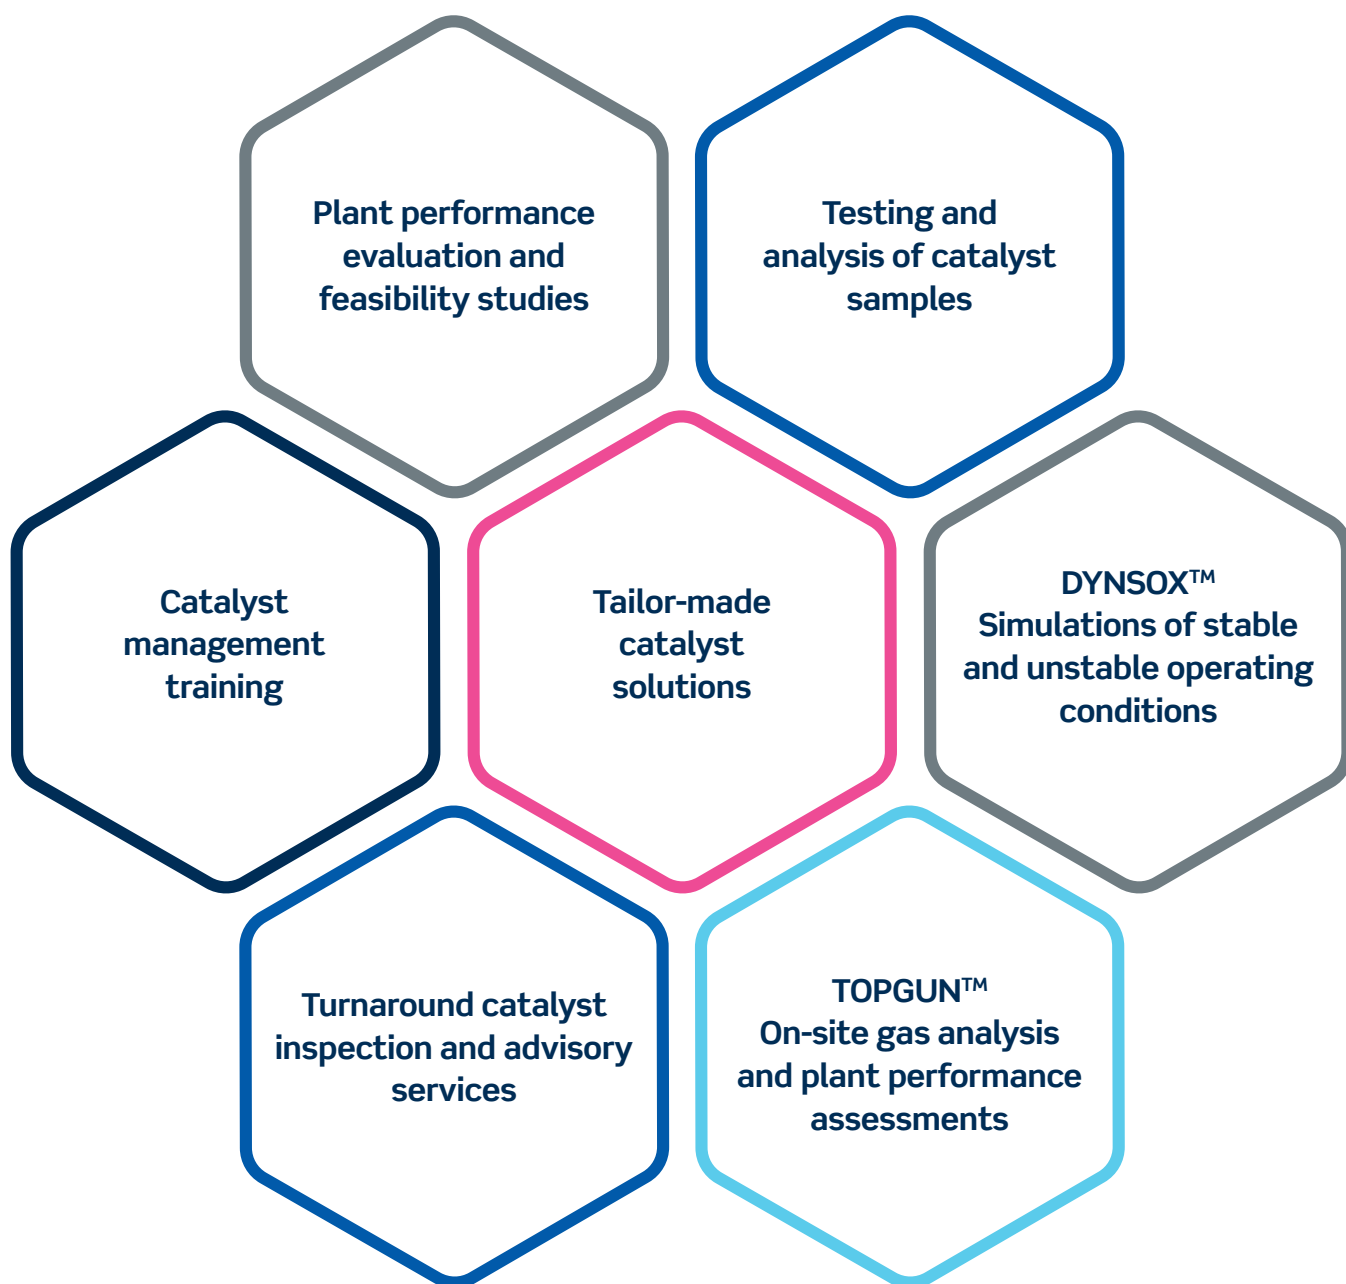 Plant performance
evaluation and
feasibility studies
Testing and
analysis of catalyst
samples
Catalyst
management
training
Tailor-made
catalyst
solutions
DYNSOX™
Simulations of stable
and unstable operating
conditions
Turnaround catalyst
inspection and advisory
services
TOPGUN™
On-site gas analysis
and plant performance
assessments